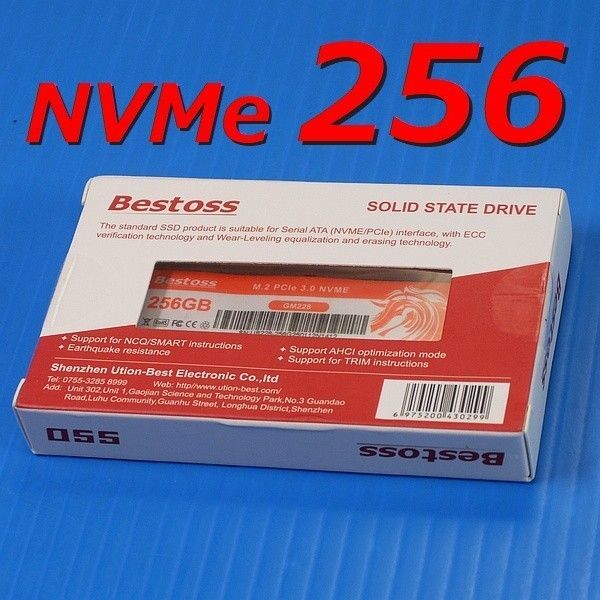 NVMe 256
Bestoss
SOLID STATE DRIVE
The standard SSD product is suitable for Serial ATA (NVME/PCIe) interface, with ECC
verification technology and Wear-Leveling equalization and erasing technology.
Bestoss
M.2 PCIe 3.0 NVME
256GB
GM228
RoHS
• Support for NCQ/SMART instructions
• Earthquake resistance
• Support AHCI optimization mode
• Support for TRIM instructions
Shenzhen Ution-Best Electronic Co.,ltd
Tel: 0755-3285 8999 Web: http//www.ution-best.com/
Add: Unit 302,Unit 1,Gaojian Science and Technology Park,No.3 Guandao
Road,Luhu Community,Guanhu Street, Longhua District,Shenzhen
6 975200 430299
SSD
Bestoss
Bestoss